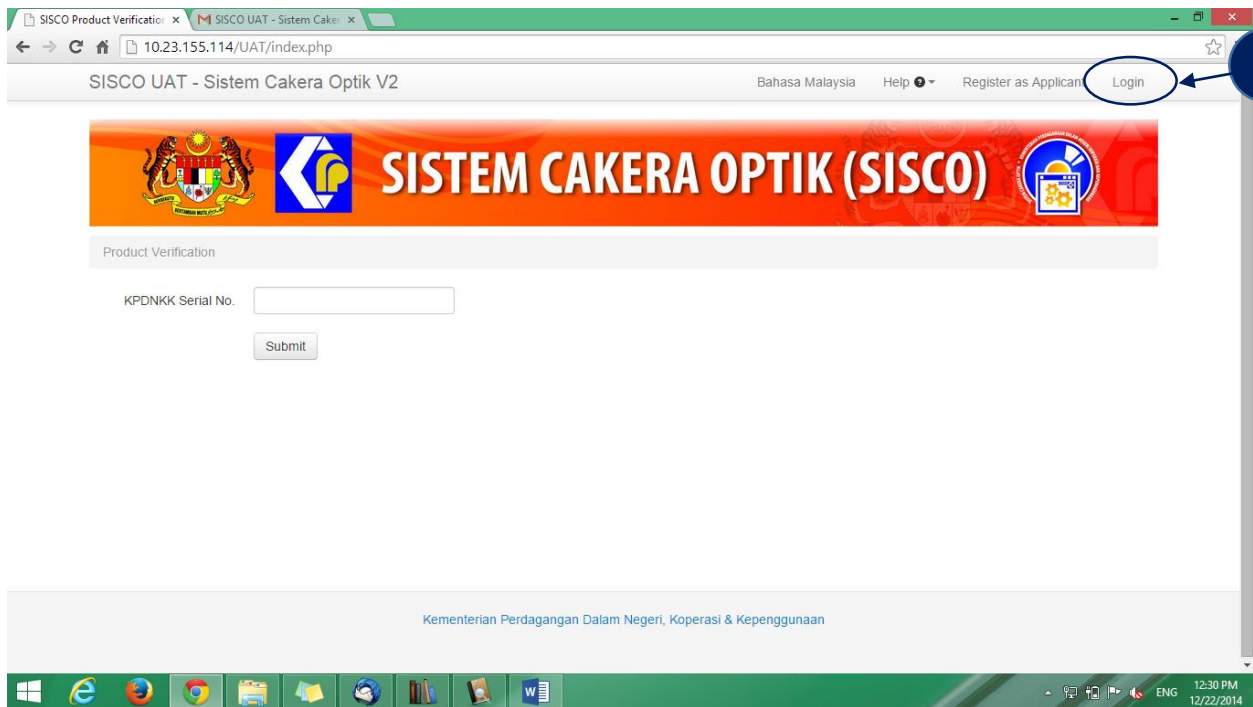 SISCO Product Verification
SISCO UAT - Sistem Caker
10.23.155.114/UAT/index.php
SISCO UAT - Sistem Cakera Optik V2
Bahasa Malaysia Help Register as Applicant Login
SISTEM CAKERA OPTIK (SISCO)
Product Verification
KPDNKK Serial No.
Submit
Kementerian Perdagangan Dalam Negeri, Koperasi & Kepenggunaan
ENG
12:30 PM
12/22/2014